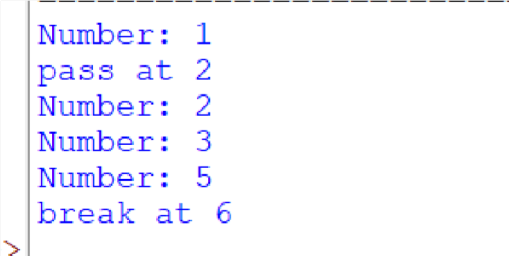 Number: 1
pass at 2
Number: 2
Number: 3
Number: 5
break at 6
>